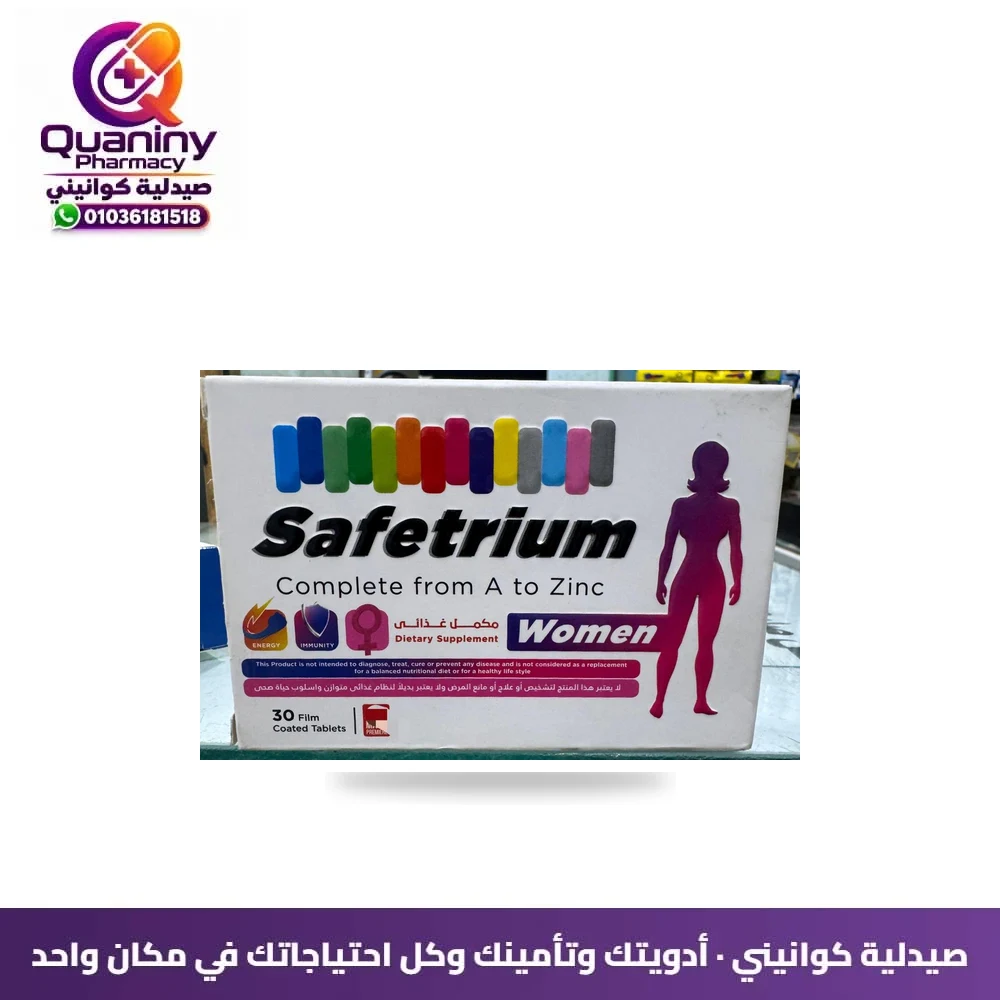 Quaniny
Pharmacy
صيدلية كوانيني
01036181518
Safetrium
Complete from A to Zinc
ENERGY
IMMUNITY
مكمل غذائى
Dietary Supplement
Women
This Product is not intended to diagnose, treat, cure or prevent any disease and is not considered as a replacement
for a balanced nutritional diet or for a healthy life style
لا يعتبر هذا المنتج لتشخيص أو علاج أو مانع المرض ولا يعتبر بديلاً لنظام غذائى متوازن واسلوب حياة صحى
30 Film
Coated Tablets
صيدلية كوانيني · أدويتك وتأمينك وكل احتياجاتك في مكان واحد